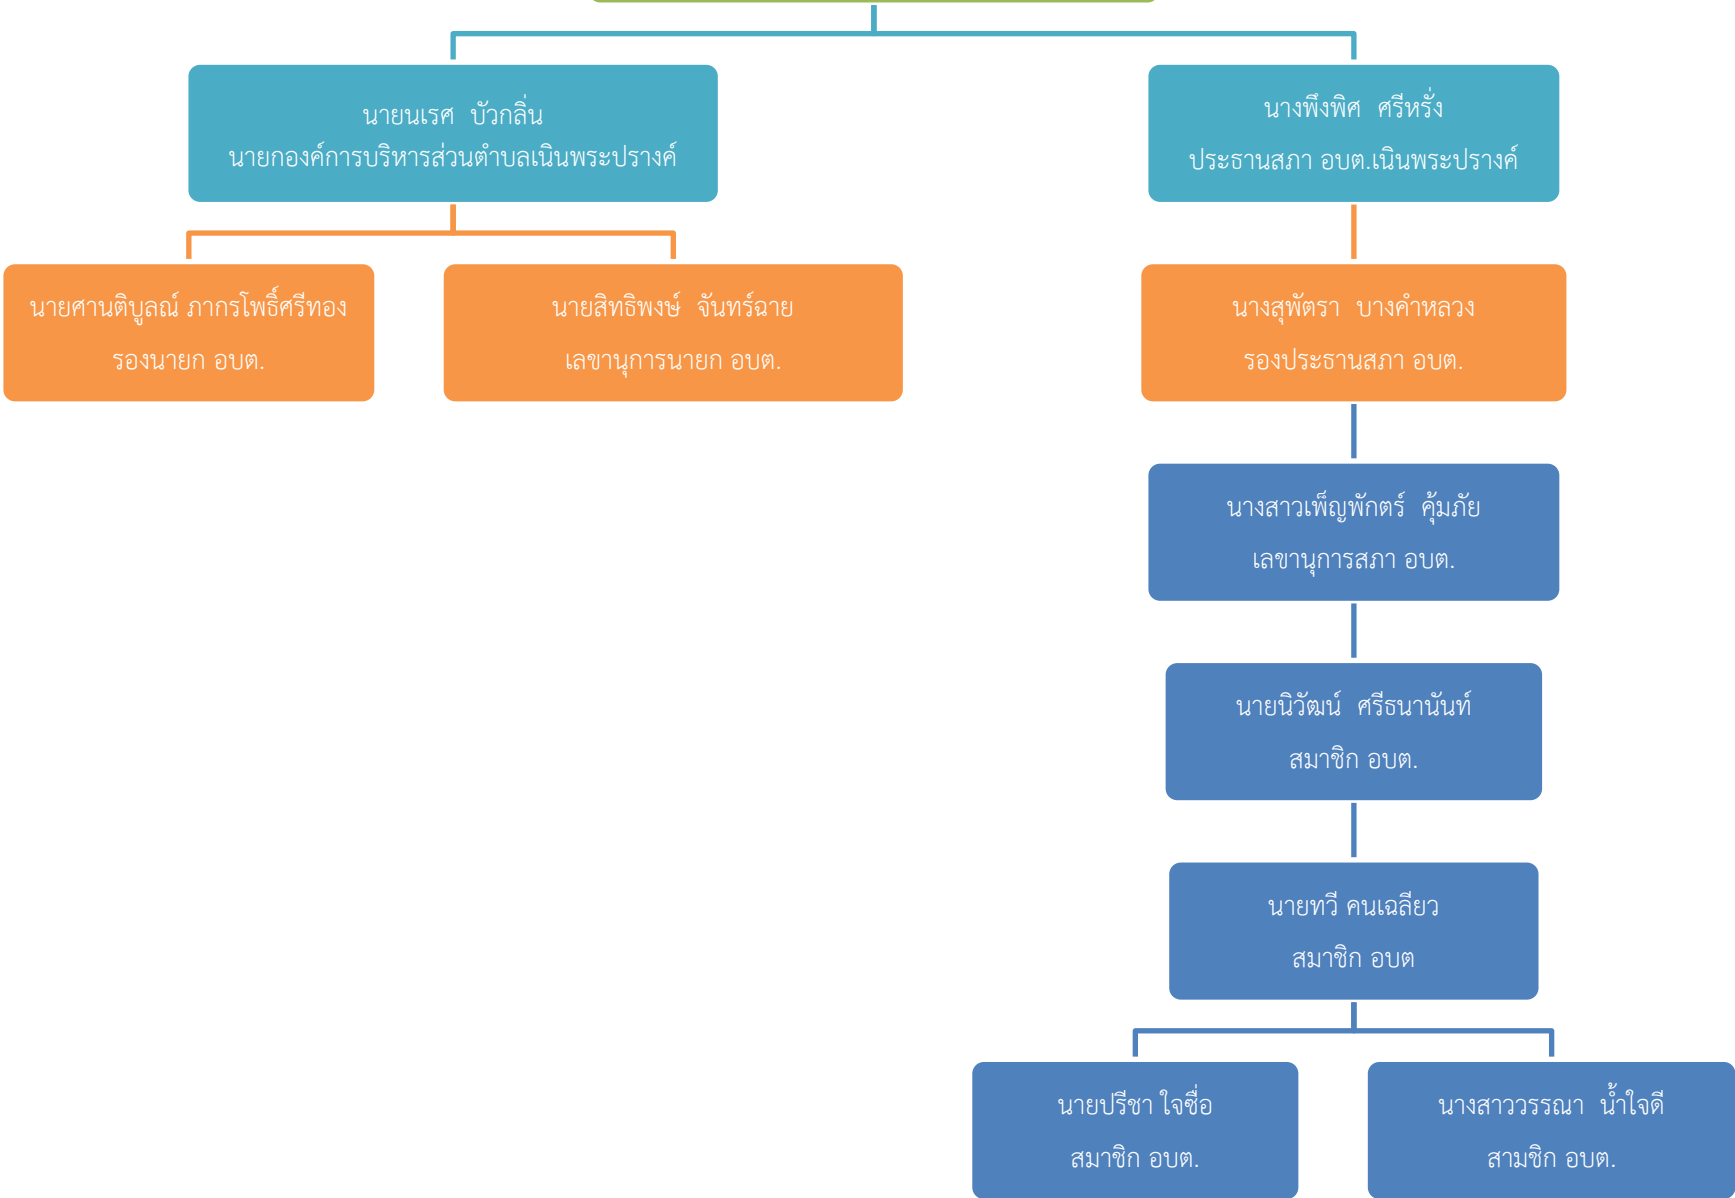 นายนเรศ บัวกลิ่น
นายกองค์การบริหารส่วนตำบลเนินพระปรางค์
นางพึงพิศ ศรีหรั่ง
ประธานสภา อบต.เนินพระปรางค์
นายศานติบูลณ์ ภากรโพธิ์ศรีทอง
รองนายก อบต.
นายสิทธิพงษ์ จันทร์ฉาย
เลขานุการนายก อบต.
นางสุพัตรา บางคำหลวง
รองประธานสภา อบต.
นางสาวเพ็ญพักตร์ คุ้มภัย
เลขานุการสภา อบต.
นายนิวัฒน์ ศรีธนานันท์
สมาชิก อบต.
นายทวี คนเฉลียว
สมาชิก อบต
นายปรีชา ใจซื่อ
สมาชิก อบต.
นางสาววรรณา น้ำใจดี
สามชิก อบต.